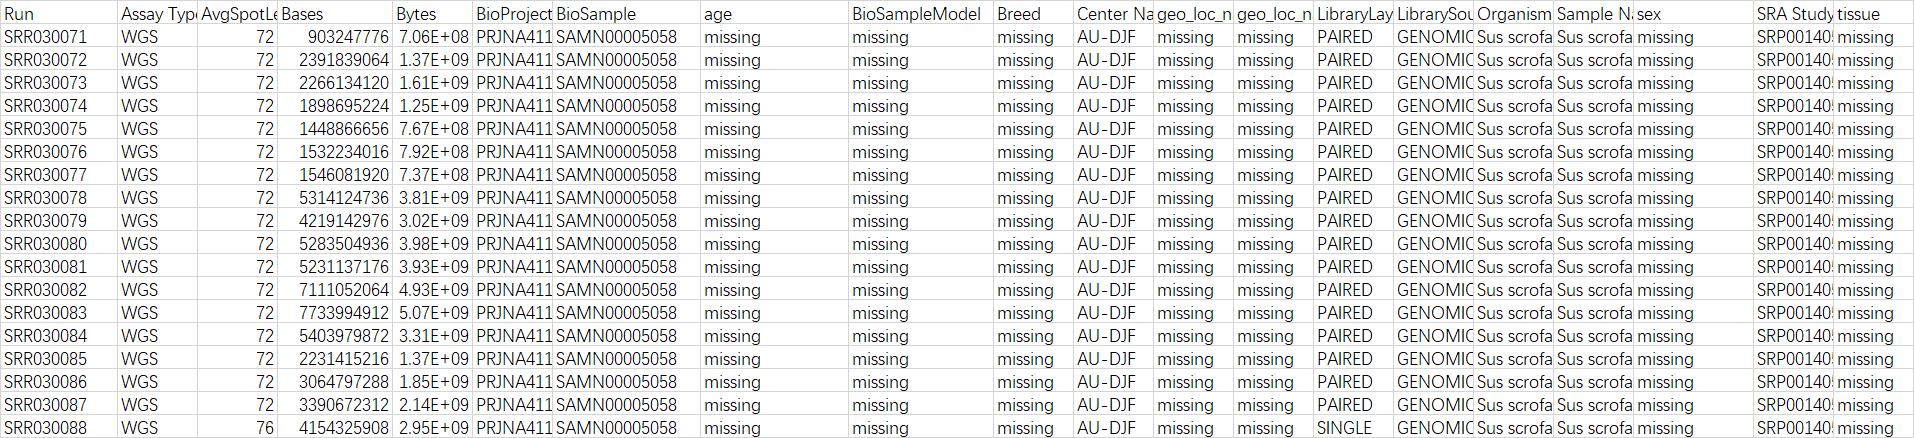 Run Assay Type AvgSpotLe Bases Bytes BioProject BioSample age BioSampleModel Breed Center Na geo_loc_n geo_loc_n LibraryLay LibrarySou Organism Sample Na sex SRA Study tissue
SRR030071 WGS 72 903247776 7.06E+08 PRJNA411 SAMN00005058 missing missing missing AU-DJF missing missing PAIRED GENOMIC Sus scrofa Sus scrofa missing SRP00140 missing
SRR030072 WGS 72 2391839064 1.37E+09 PRJNA411 SAMN00005058 missing missing missing AU-DJF missing missing PAIRED GENOMIC Sus scrofa Sus scrofa missing SRP00140 missing
SRR030073 WGS 72 2266134120 1.61E+09 PRJNA411 SAMN00005058 missing missing missing AU-DJF missing missing PAIRED GENOMIC Sus scrofa Sus scrofa missing SRP00140 missing
SRR030074 WGS 72 1898695224 1.25E+09 PRJNA411 SAMN00005058 missing missing missing AU-DJF missing missing PAIRED GENOMIC Sus scrofa Sus scrofa missing SRP00140 missing
SRR030075 WGS 72 1448866656 7.67E+08 PRJNA411 SAMN00005058 missing missing missing AU-DJF missing missing PAIRED GENOMIC Sus scrofa Sus scrofa missing SRP00140 missing
SRR030076 WGS 72 1532234016 7.92E+08 PRJNA411 SAMN00005058 missing missing missing AU-DJF missing missing PAIRED GENOMIC Sus scrofa Sus scrofa missing SRP00140 missing
SRR030077 WGS 72 1546081920 7.37E+08 PRJNA411 SAMN00005058 missing missing missing AU-DJF missing missing PAIRED GENOMIC Sus scrofa Sus scrofa missing SRP00140 missing
SRR030078 WGS 72 5314124736 3.81E+09 PRJNA411 SAMN00005058 missing missing missing AU-DJF missing missing PAIRED GENOMIC Sus scrofa Sus scrofa missing SRP00140 missing
SRR030079 WGS 72 4219142976 3.02E+09 PRJNA411 SAMN00005058 missing missing missing AU-DJF missing missing PAIRED GENOMIC Sus scrofa Sus scrofa missing SRP00140 missing
SRR030080 WGS 72 5283504936 3.98E+09 PRJNA411 SAMN00005058 missing missing missing AU-DJF missing missing PAIRED GENOMIC Sus scrofa Sus scrofa missing SRP00140 missing
SRR030081 WGS 72 5231137176 3.93E+09 PRJNA411 SAMN00005058 missing missing missing AU-DJF missing missing PAIRED GENOMIC Sus scrofa Sus scrofa missing SRP00140 missing
SRR030082 WGS 72 7111052064 4.93E+09 PRJNA411 SAMN00005058 missing missing missing AU-DJF missing missing PAIRED GENOMIC Sus scrofa Sus scrofa missing SRP00140 missing
SRR030083 WGS 72 7733994912 5.07E+09 PRJNA411 SAMN00005058 missing missing missing AU-DJF missing missing PAIRED GENOMIC Sus scrofa Sus scrofa missing SRP00140 missing
SRR030084 WGS 72 5403979872 3.31E+09 PRJNA411 SAMN00005058 missing missing missing AU-DJF missing missing PAIRED GENOMIC Sus scrofa Sus scrofa missing SRP00140 missing
SRR030085 WGS 72 2231415216 1.37E+09 PRJNA411 SAMN00005058 missing missing missing AU-DJF missing missing PAIRED GENOMIC Sus scrofa Sus scrofa missing SRP00140 missing
SRR030086 WGS 72 3064797288 1.85E+09 PRJNA411 SAMN00005058 missing missing missing AU-DJF missing missing PAIRED GENOMIC Sus scrofa Sus scrofa missing SRP00140 missing
SRR030087 WGS 72 3390672312 2.14E+09 PRJNA411 SAMN00005058 missing missing missing AU-DJF missing missing PAIRED GENOMIC Sus scrofa Sus scrofa missing SRP00140 missing
SRR030088 WGS 76 4154325908 2.95E+09 PRJNA411 SAMN00005058 missing missing missing AU-DJF missing missing SINGLE GENOMIC Sus scrofa Sus scrofa missing SRP00140 missing